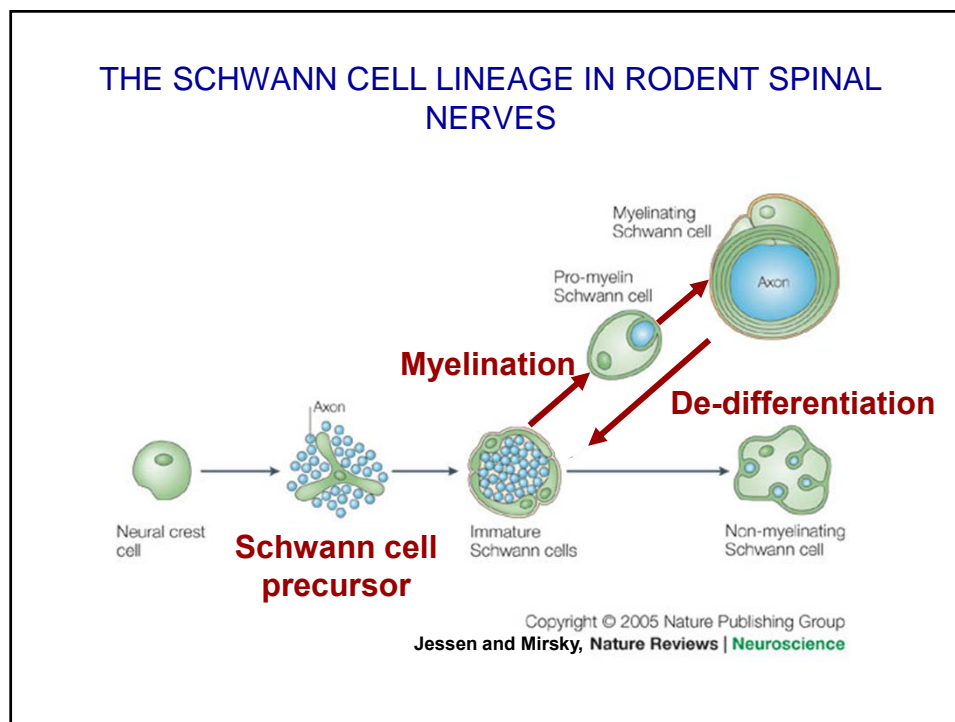 THE SCHWANN CELL LINEAGE IN RODENT SPINAL
NERVES
Myelinating
Schwann cell
Axon
Pro-myelin
Schwann cell
Myelination
De-differentiation
Axon
Neural crest
cell
Schwann cell
precursor
Immature
Schwann cells
Non-myelinating
Schwann cell
Copyright © 2005 Nature Publishing Group
Jessen and Mirsky, Nature Reviews | Neuroscience